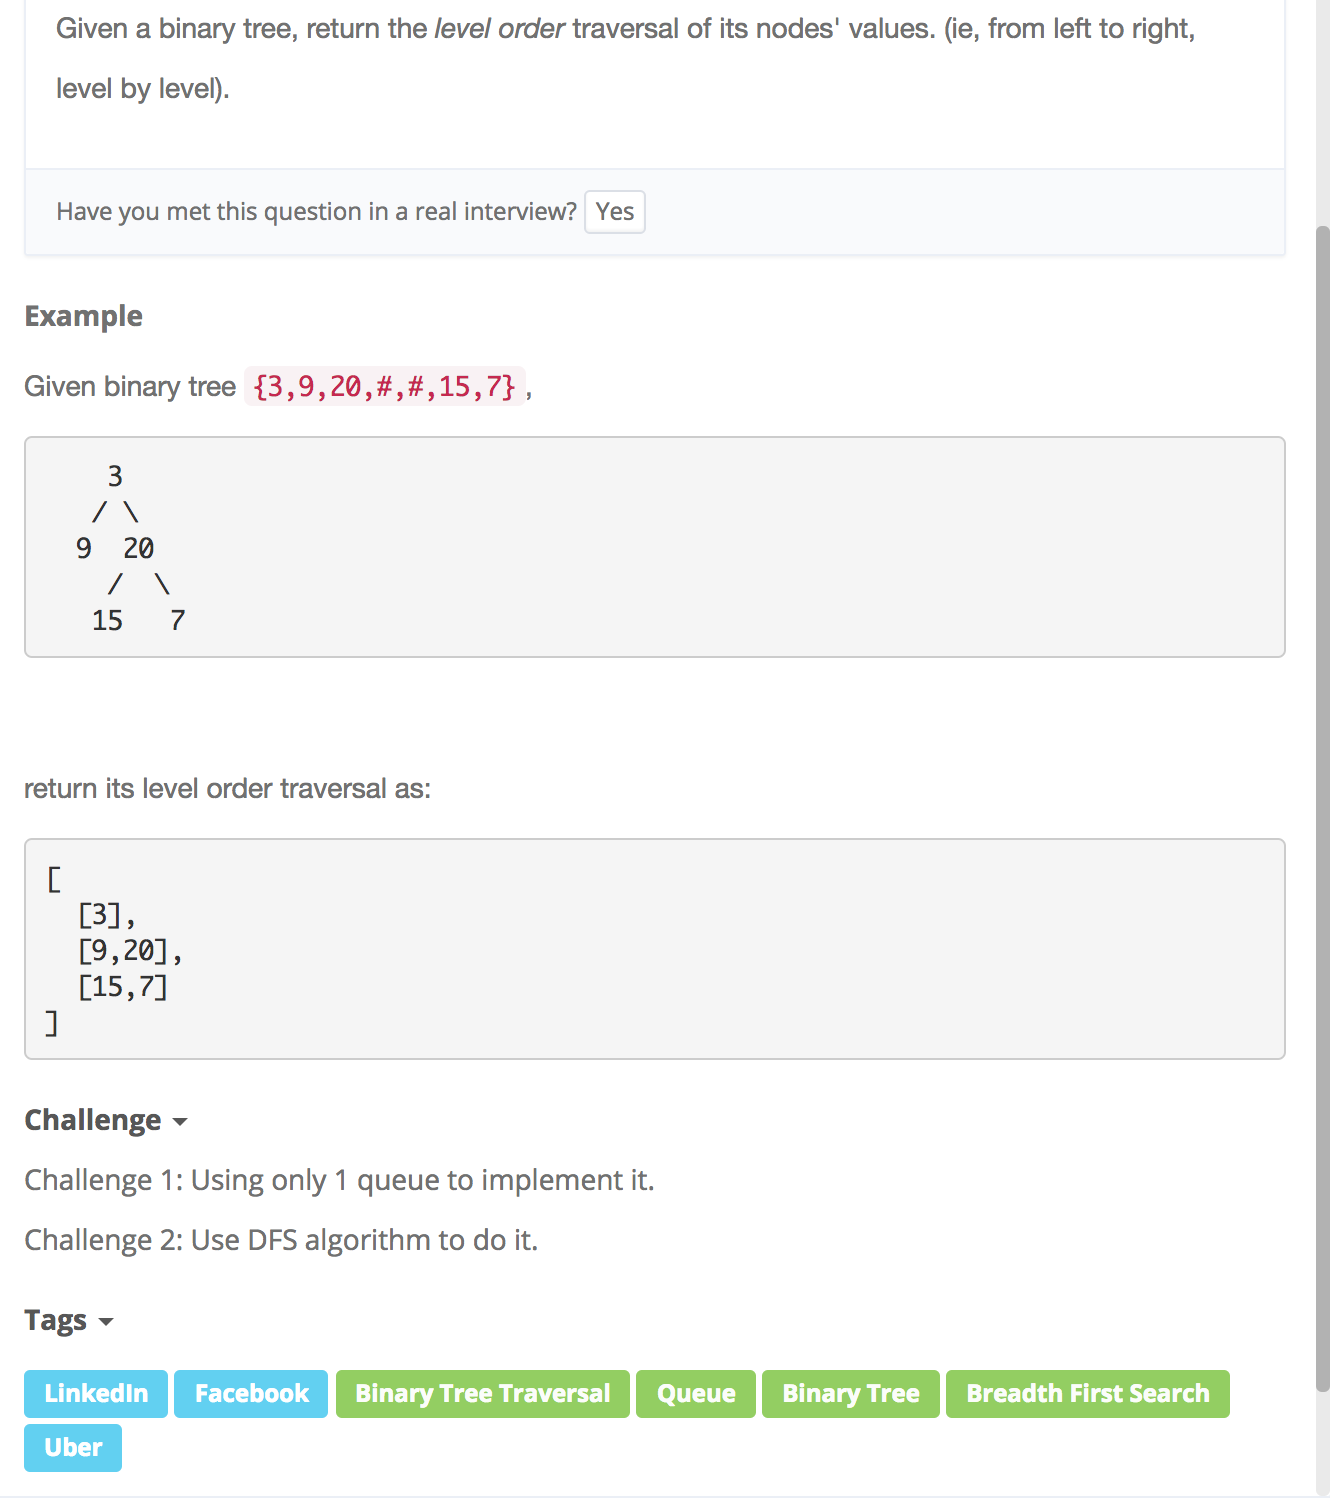 Given a binary tree, return the level order traversal of its nodes' values. (ie, from left to right,
level by level).
Have you met this question in a real interview? Yes
Example
Given binary tree {3,9,20,#,#,15,7},
3
/ \
9 20
/ \
15 7
return its level order traversal as:
[
[3],
[9,20],
[15,7]
]
Challenge
Challenge 1: Using only 1 queue to implement it.
Challenge 2: Use DFS algorithm to do it.
Tags
LinkedIn Facebook Binary Tree Traversal Queue Binary Tree Breadth First Search
Uber